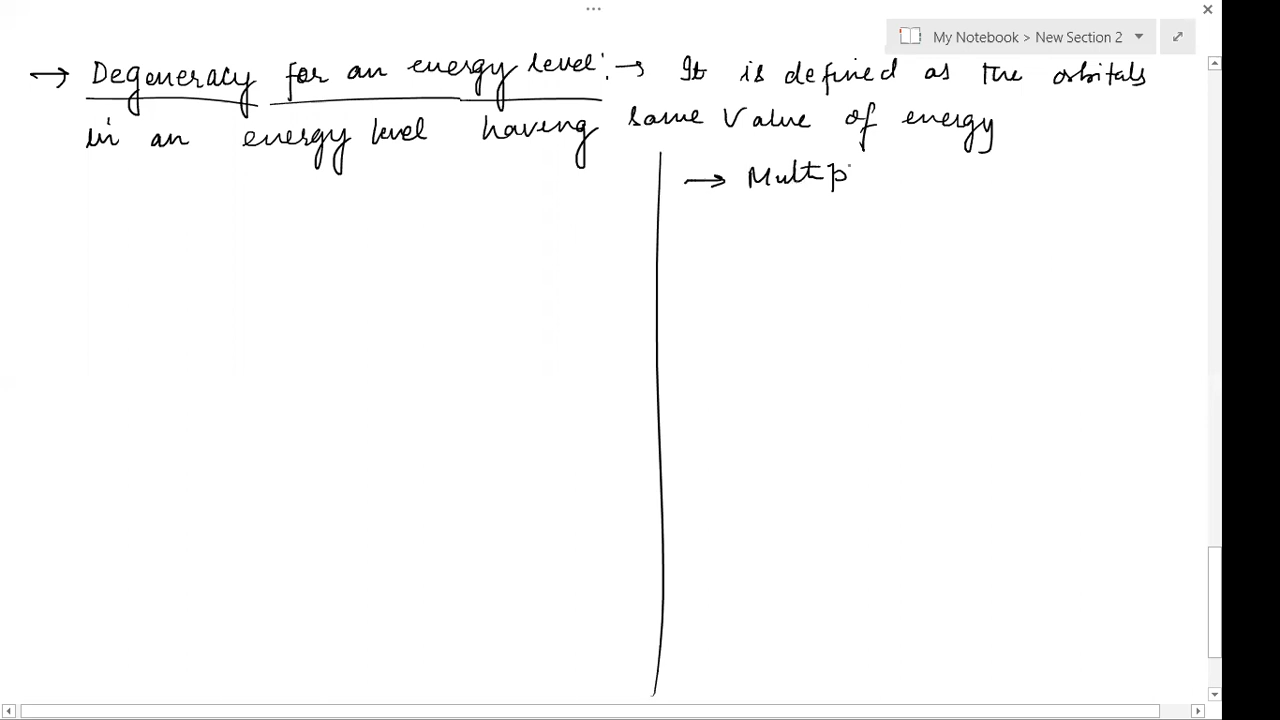 ...
My Notebook > New Section 2
→ Degeneracy for an energy level:→ It is defined as the orbitals
in an energy level having same value of energy
→ Multip